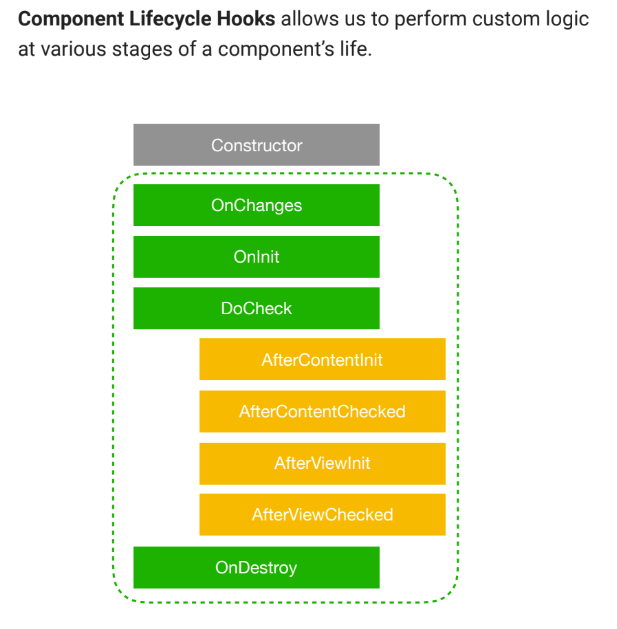 Component Lifecycle Hooks allows us to perform custom logic
at various stages of a component’s life.
Constructor
OnChanges
OnInit
DoCheck
AfterContentInit
AfterContentChecked
AfterViewInit
AfterViewChecked
OnDestroy